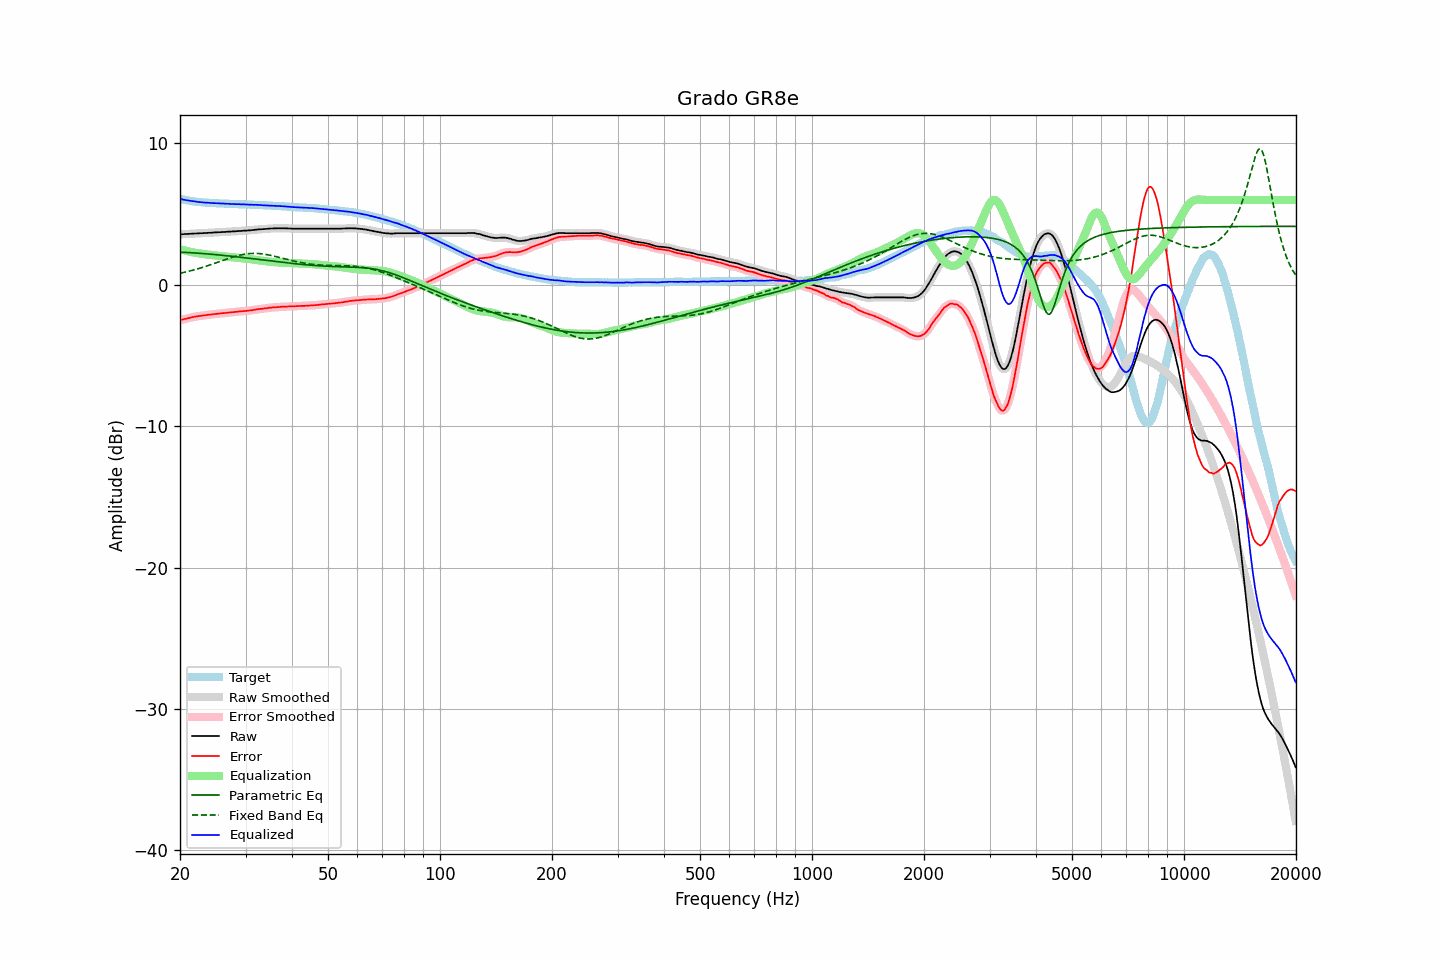 Grado GR8e
10
0
−10
−20
−30
−40
Amplitude (dBr)
20
50
100
200
500
1000
2000
5000
10000
20000
Frequency (Hz)
Target
Raw Smoothed
Error Smoothed
Raw
Error
Equalization
Parametric Eq
Fixed Band Eq
Equalized